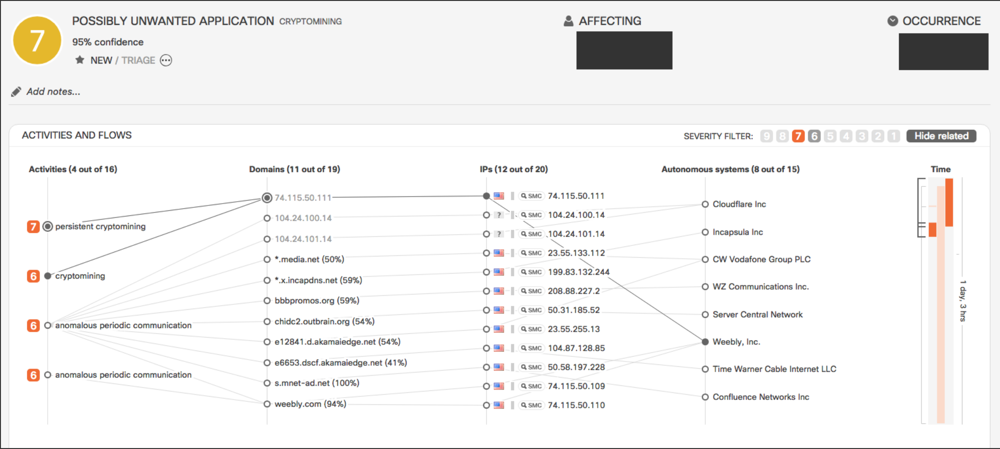 7
POSSIBLY UNWANTED APPLICATION CRYPTOMINING
95% confidence
NEW / TRIAGE
Add notes...
AFFECTING
OCCURRENCE
ACTIVITIES AND FLOWS
SEVERITY FILTER: 9 8 7 6 5 4 3 2 1 Hide related
Activities (4 out of 16)
7 persistent cryptomining
6 cryptomining
6 anomalous periodic communication
6 anomalous periodic communication
Domains (11 out of 19)
74.115.50.111
104.24.100.14
104.24.101.14
*.media.net (50%)
*.x.incapdns.net (59%)
bbbpromos.org (59%)
chidc2.outbrain.org (54%)
e12841.d.akamaiedge.net (54%)
e6653.dscf.akamaiedge.net (41%)
s.mnet-ad.net (100%)
weebly.com (94%)
IPs (12 out of 20)
SMC 74.115.50.111
? SMC 104.24.100.14
? SMC 104.24.101.14
SMC 23.55.133.112
SMC 199.83.132.244
SMC 208.88.227.2
SMC 50.31.185.52
SMC 23.55.255.13
SMC 104.87.128.85
SMC 50.58.197.228
SMC 74.115.50.109
SMC 74.115.50.110
Autonomous systems (8 out of 15)
Cloudflare Inc
Incapsula Inc
CW Vodafone Group PLC
WZ Communications Inc.
Server Central Network
Weebly, Inc.
Time Warner Cable Internet LLC
Confluence Networks Inc
Time
1 day, 3 hrs